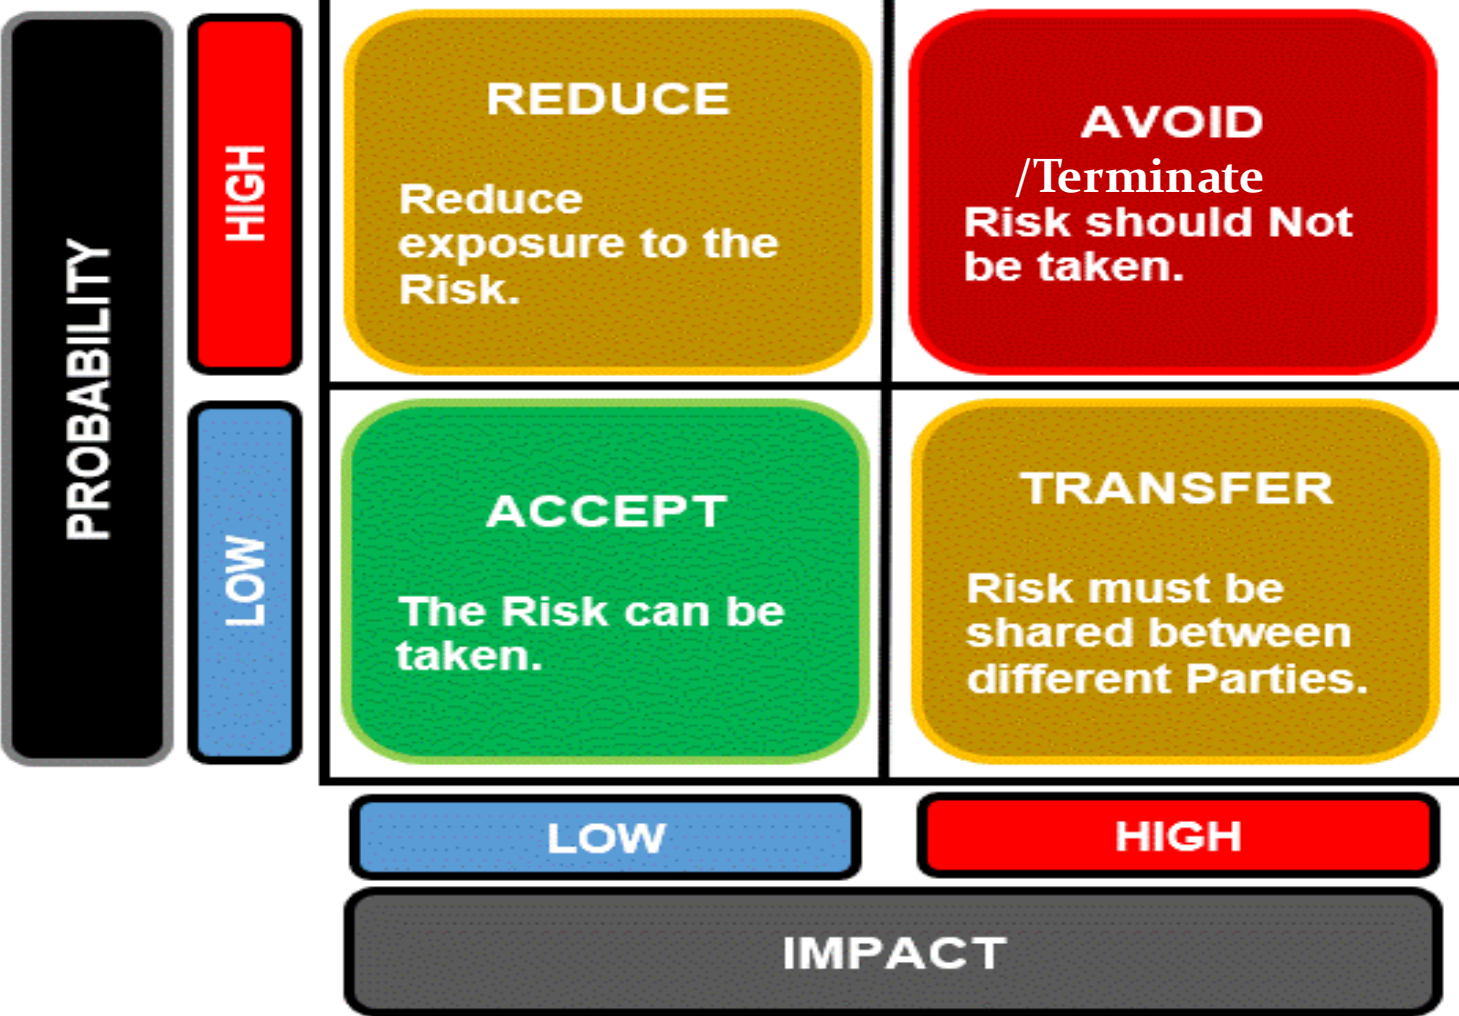 PROBABILITY
HIGH
REDUCE
Reduce
exposure to the
Risk.
AVOID
/Terminate
Risk should Not
be taken.
LOW
ACCEPT
The Risk can be
taken.
TRANSFER
Risk must be
shared between
different Parties.
LOW
HIGH
IMPACT